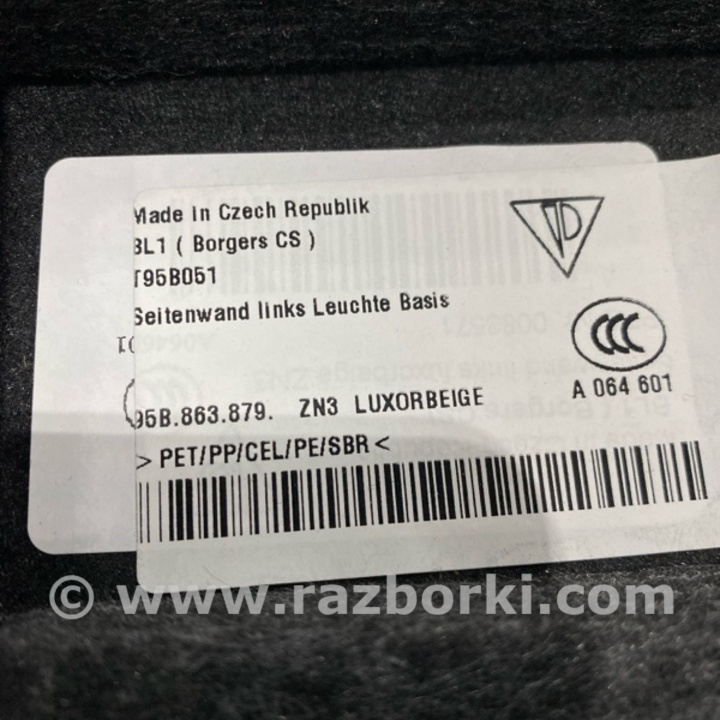 Made in Czech Republik
BL1 ( Borgers CS )
T95B051
Seitenwand links Leuchte Basis
95B.863.879. ZN3 LUXORBEIGE
A 064 601
> PET/PP/CEL/PE/SBR <
© www.razborki.com